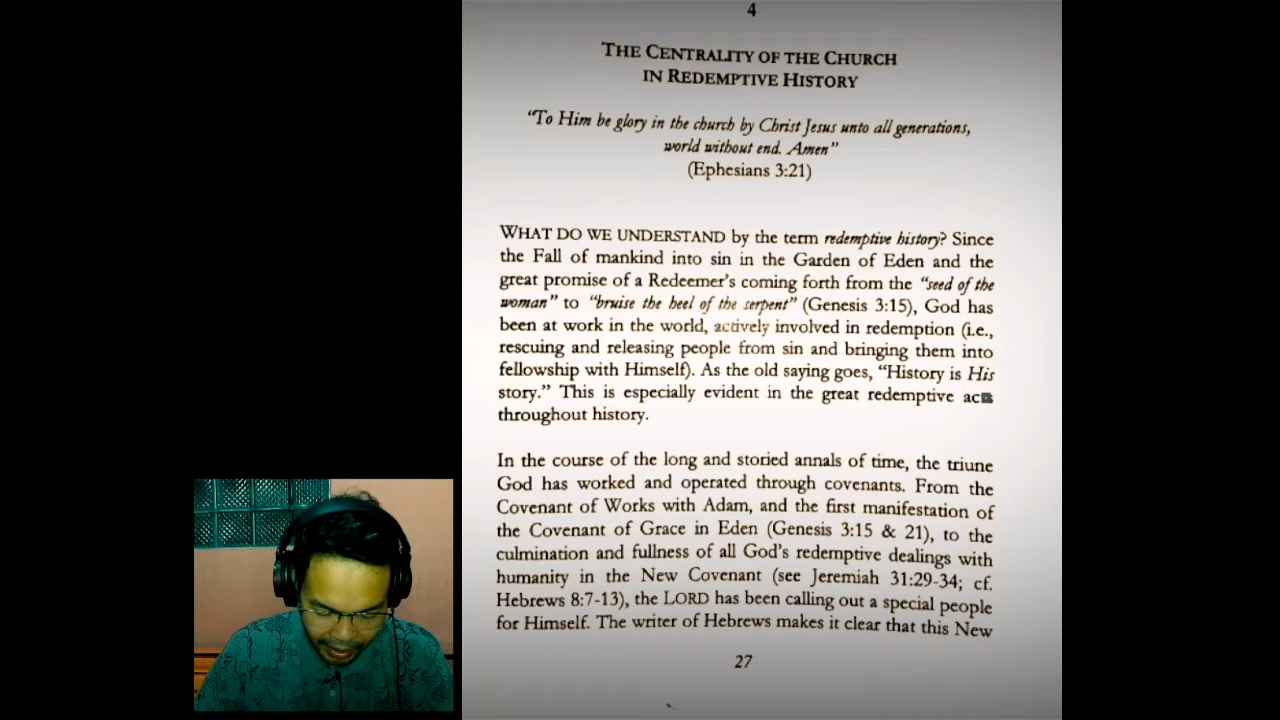 4
THE CENTRALITY OF THE CHURCH
IN REDEMPTIVE HISTORY
“To Him be glory in the church by Christ Jesus unto all generations,
world without end. Amen”
(Ephesians 3:21)
WHAT DO WE UNDERSTAND by the term redemptive history? Since
the Fall of mankind into sin in the Garden of Eden and the
great promise of a Redeemer’s coming forth from the “seed of the
woman” to “bruise the heel of the serpent” (Genesis 3:15), God has
been at work in the world, actively involved in redemption (i.e.,
rescuing and releasing people from sin and bringing them into
fellowship with Himself). As the old saying goes, “History is His
story.” This is especially evident in the great redemptive
throughout history.
In the course of the long and storied annals of time, the triune
God has worked and operated through covenants. From the
Covenant of Works with Adam, and the first manifestation of
the Covenant of Grace in Eden (Genesis 3:15 & 21), to the
culmination and fullness of all God’s redemptive dealings with
humanity in the New Covenant (see Jeremiah 31:29-34; cf.
Hebrews 8:7-13), the LORD has been calling out a special people
for Himself. The writer of Hebrews makes it clear that this New
27